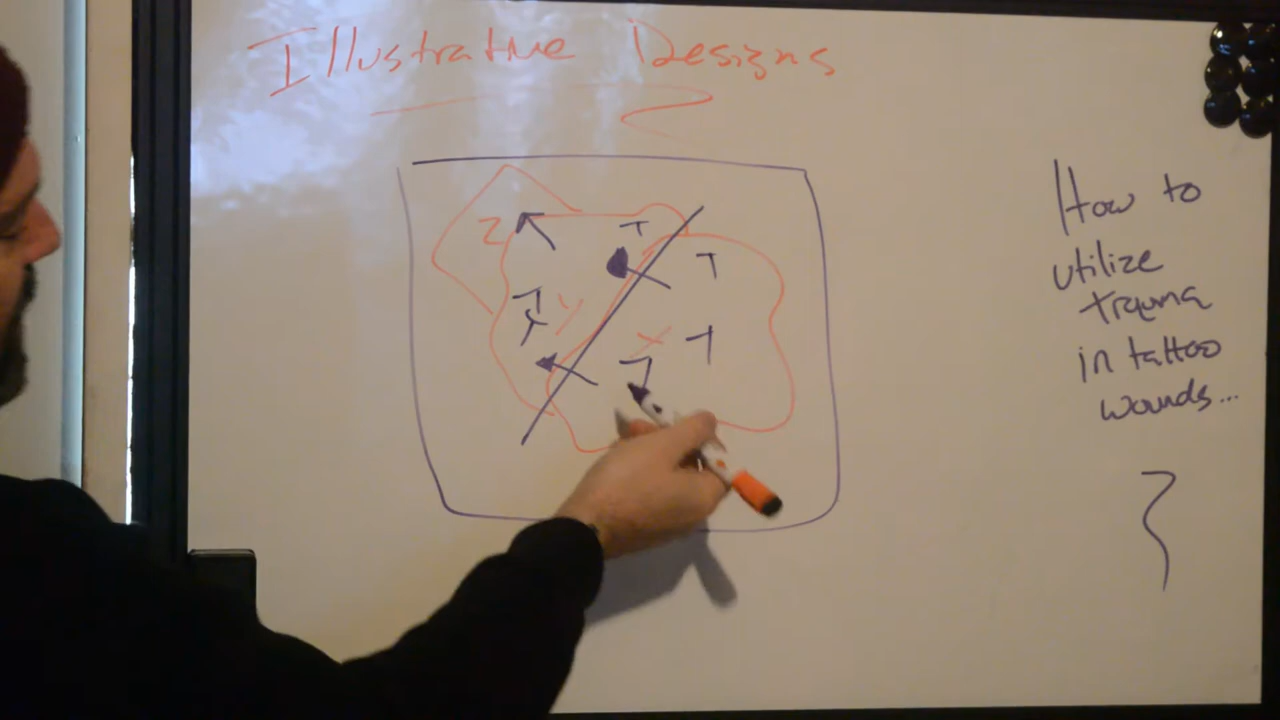 Illustrative Designs
Z
Y
X
How to
utilize
trauma
in tattoo
wounds...